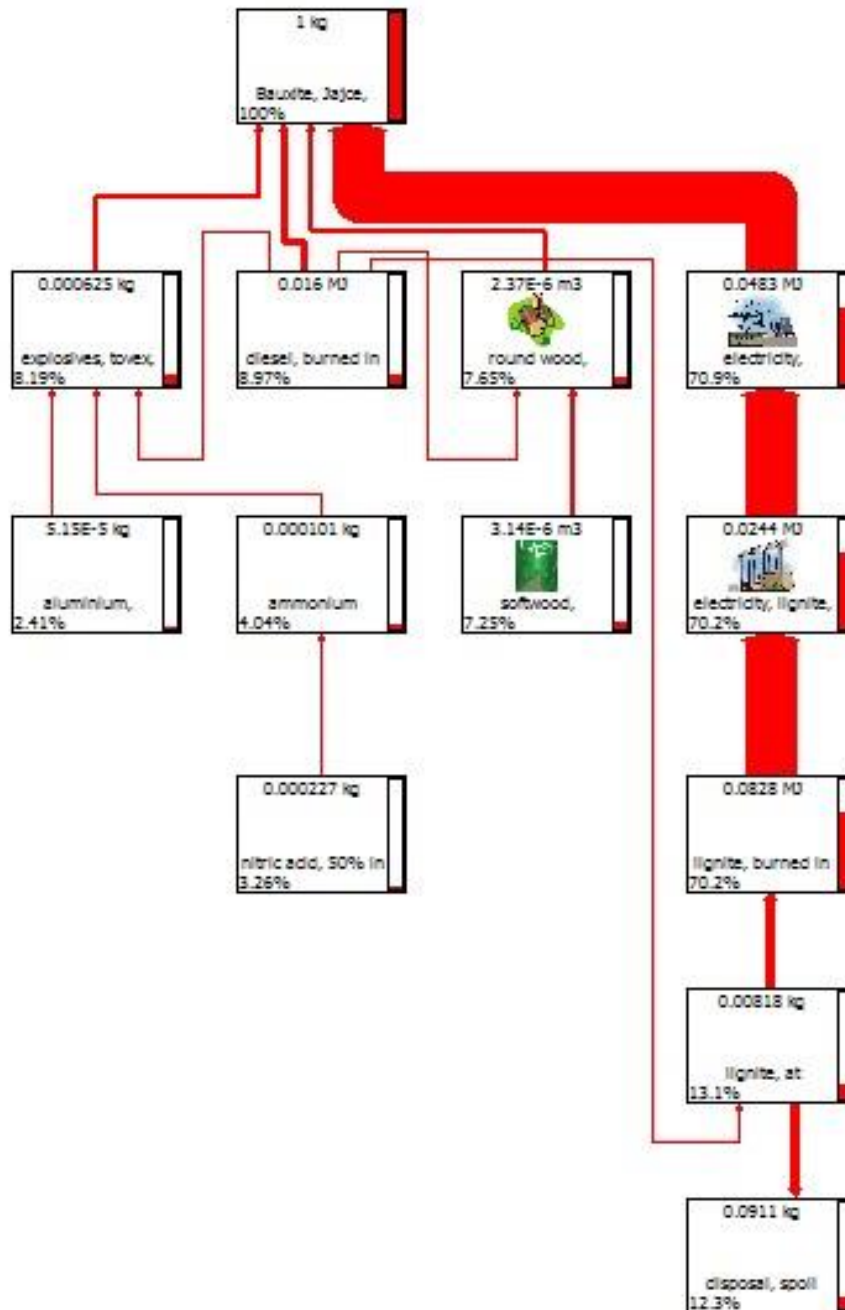 1 kg
Bauxite, Jajce,
100%
0.000625 kg
explosives, tovex,
8.19%
0.016 MJ
diesel, burned in
8.97%
2.37E-6 m3
round wood,
7.65%
0.0483 MJ
electricity,
70.9%
5.15E-5 kg
aluminium,
2.41%
0.000101 kg
ammonium
4.04%
3.14E-6 m3
softwood,
7.25%
0.0244 MJ
electricity, lignite,
70.2%
0.000227 kg
nitric acid, 50% in
3.26%
0.0828 MJ
lignite, burned in
70.2%
0.00818 kg
lignite, at
13.1%
0.0911 kg
disposal, spoil
12.3%